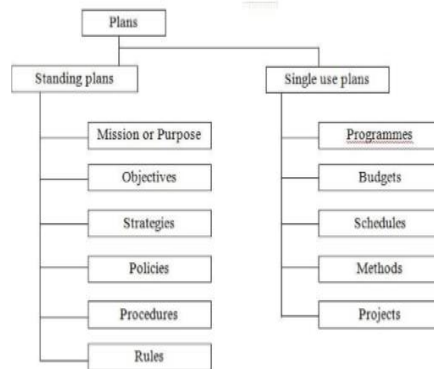 Plans
Standing plans
Mission or Purpose
Objectives
Strategies
Policies
Procedures
Rules
Single use plans
Programmes
Budgets
Schedules
Methods
Projects